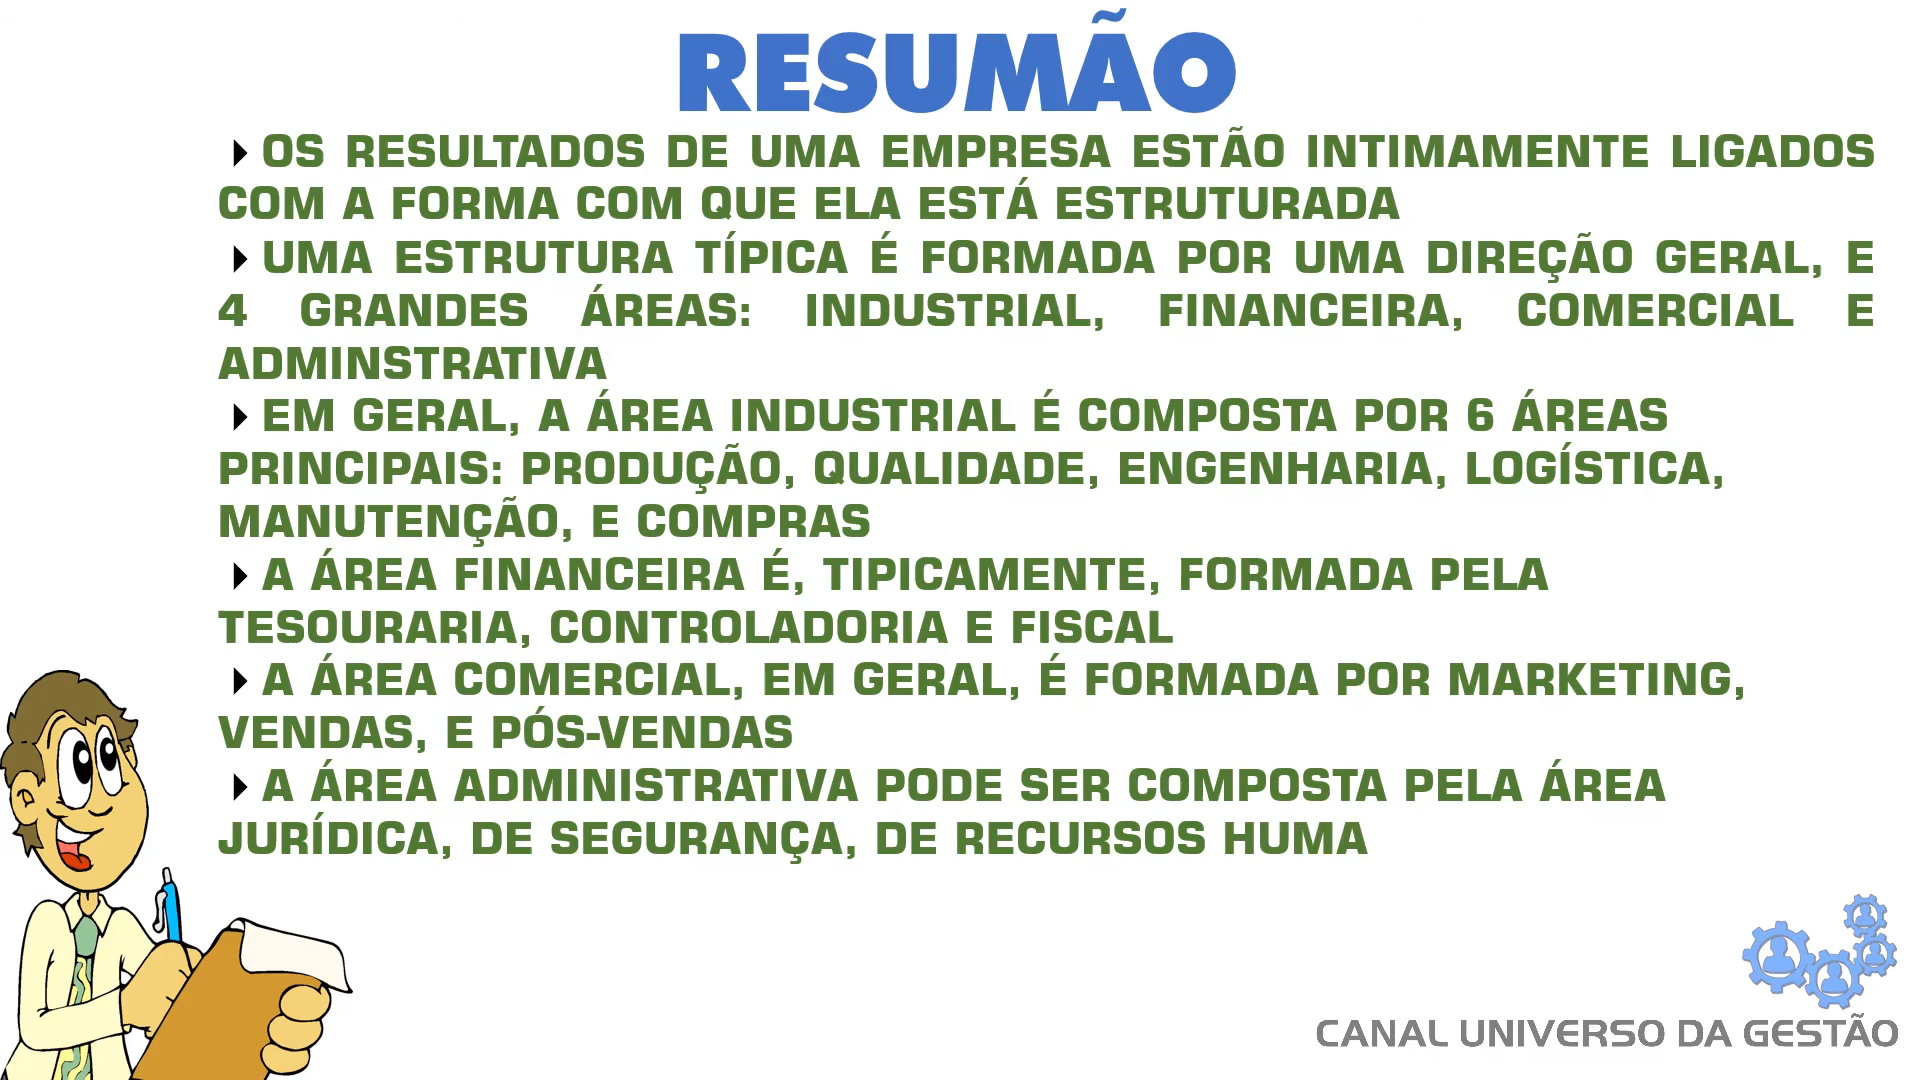 RESUMÃO
OS RESULTADOS DE UMA EMPRESA ESTÃO INTIMAMENTE LIGADOS
COM A FORMA COM QUE ELA ESTÁ ESTRUTURADA
UMA ESTRUTURA TÍPICA É FORMADA POR UMA DIREÇÃO GERAL, E
4 GRANDES ÁREAS: INDUSTRIAL, FINANCEIRA, COMERCIAL E
ADMINSTRATIVA
EM GERAL, A ÁREA INDUSTRIAL É COMPOSTA POR 6 ÁREAS
PRINCIPAIS: PRODUÇÃO, QUALIDADE, ENGENHARIA, LOGÍSTICA,
MANUTENÇÃO, E COMPRAS
A ÁREA FINANCEIRA É, TIPICAMENTE, FORMADA PELA
TESOURARIA, CONTROLADORIA E FISCAL
A ÁREA COMERCIAL, EM GERAL, É FORMADA POR MARKETING,
VENDAS, E PÓS-VENDAS
A ÁREA ADMINISTRATIVA PODE SER COMPOSTA PELA ÁREA
JURÍDICA, DE SEGURANÇA, DE RECURSOS HUMA
CANAL UNIVERSO DA GESTÃO